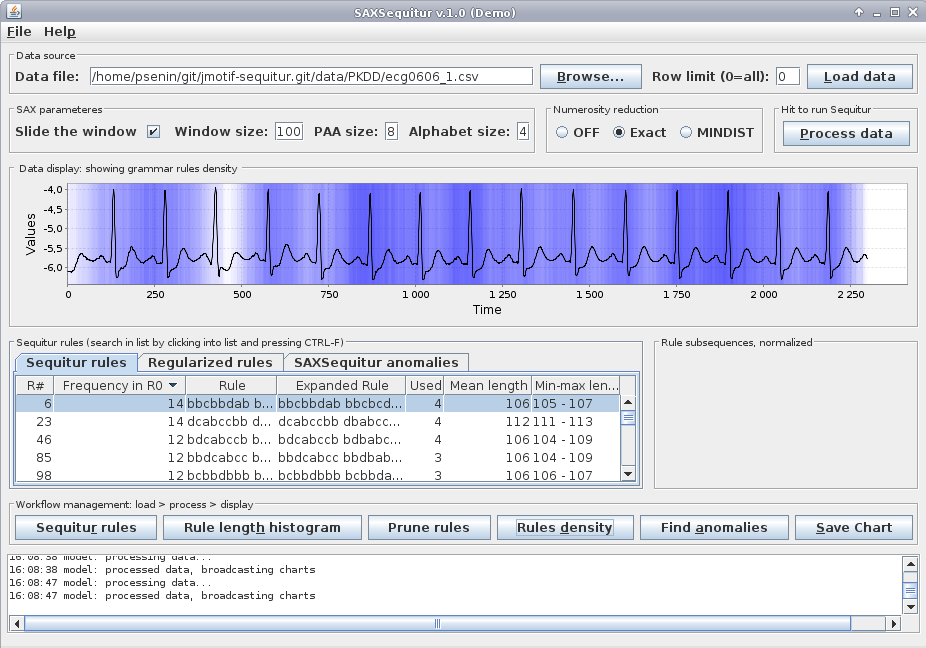 SAXSequitur v.1.0 (Demo)
File Help
Data source
Data file: /home/psenin/git/jmotif-sequitur.git/data/PKDD/ecg0606_1.csv Browse... Row limit (0=all): 0 Load data
SAX parameteres
Slide the window Window size: 100 PAA size: 8 Alphabet size: 4
Numerosity reduction
OFF Exact MINDIST
Hit to run Sequitur
Process data
Data display: showing grammar rules density
Values
-4,0
-4,5
-5,0
-5,5
-6,0
0 250 500 750 1 000 1 250 1 500 1 750 2 000 2 250
Time
Sequitur rules (search in list by clicking into list and pressing CTRL-F)
Sequitur rules Regularized rules SAXSequitur anomalies
R# Frequency in R0 Rule Expanded Rule Used Mean length Min-max len...
6 14 bbcbbdab b... bbcbbdab bbcbcd... 4 106 105 - 107
23 14 dcabccbb d... dcabccbb dbabcc... 4 112 111 - 113
46 12 bdcabccb b... bdcabccb bdbabc... 4 106 104 - 109
85 12 bbdcabcc b... bbdcabcc bbdbab... 3 106 104 - 109
98 12 bcbbdbbb b... bcbbdbbb bcbbda... 3 106 106 - 107
Rule subsequences, normalized
Workflow management: load > process > display
Sequitur rules Rule length histogram Prune rules Rules density Find anomalies Save Chart
16:08:38 model: processing data...
16:08:38 model: processed data, broadcasting charts
16:08:47 model: processing data...
16:08:47 model: processed data, broadcasting charts